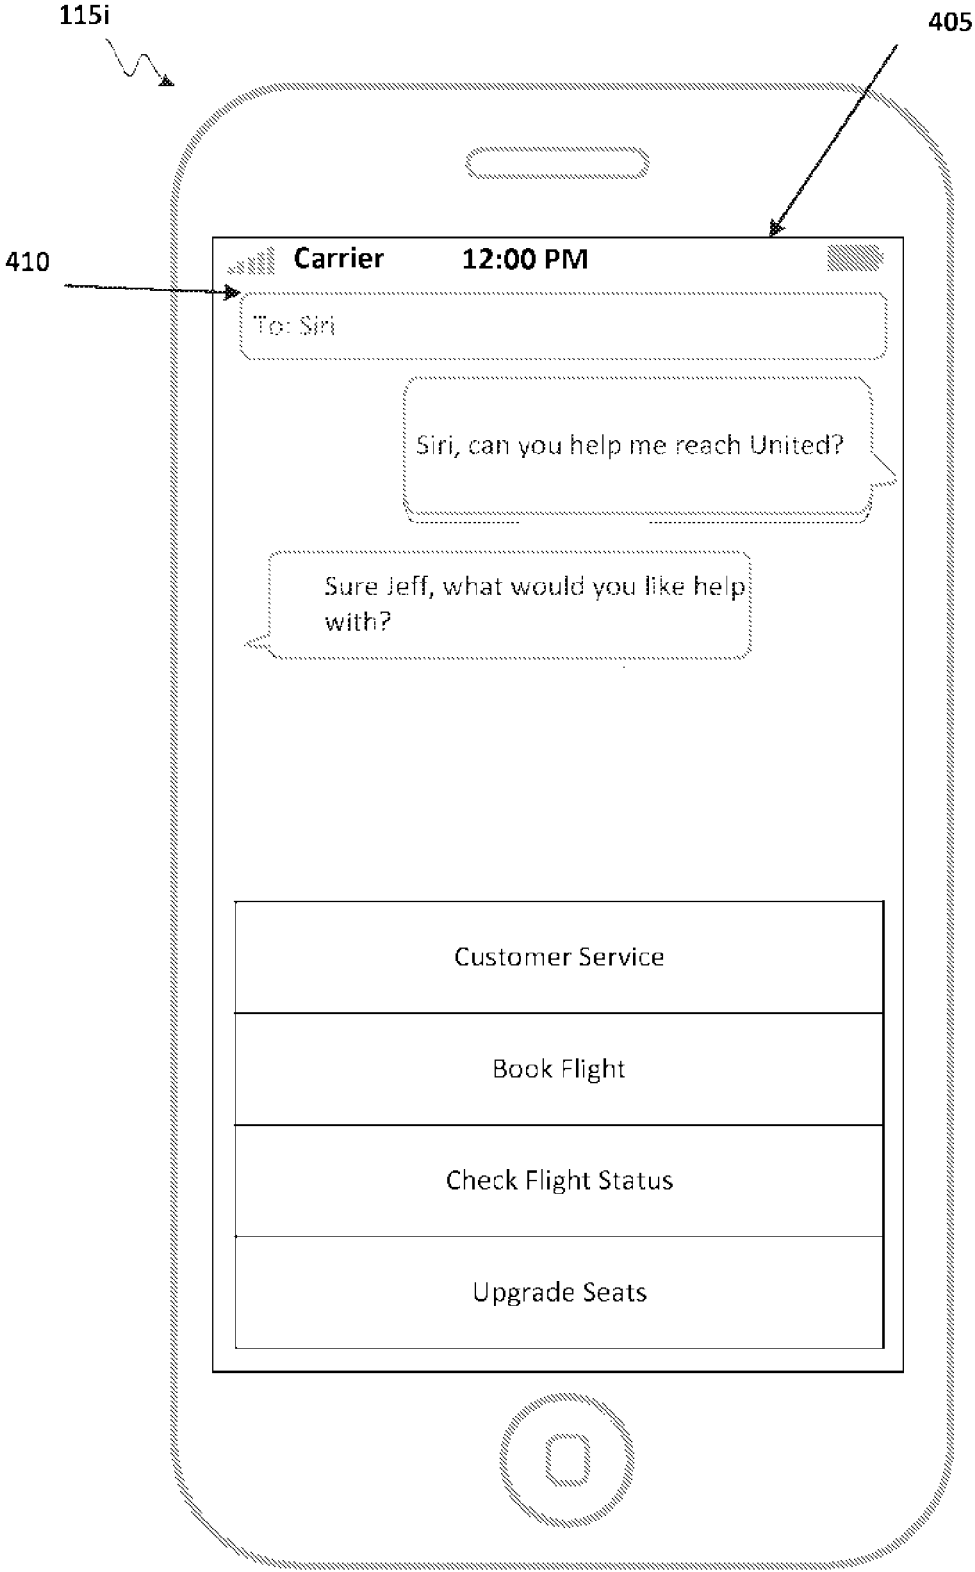 115i
405
Carrier 12:00 PM
410
To: Siri
Siri, can you help me reach United?
Sure Jeff, what would you like help
with?
Customer Service
Book Flight
Check Flight Status
Upgrade Seats